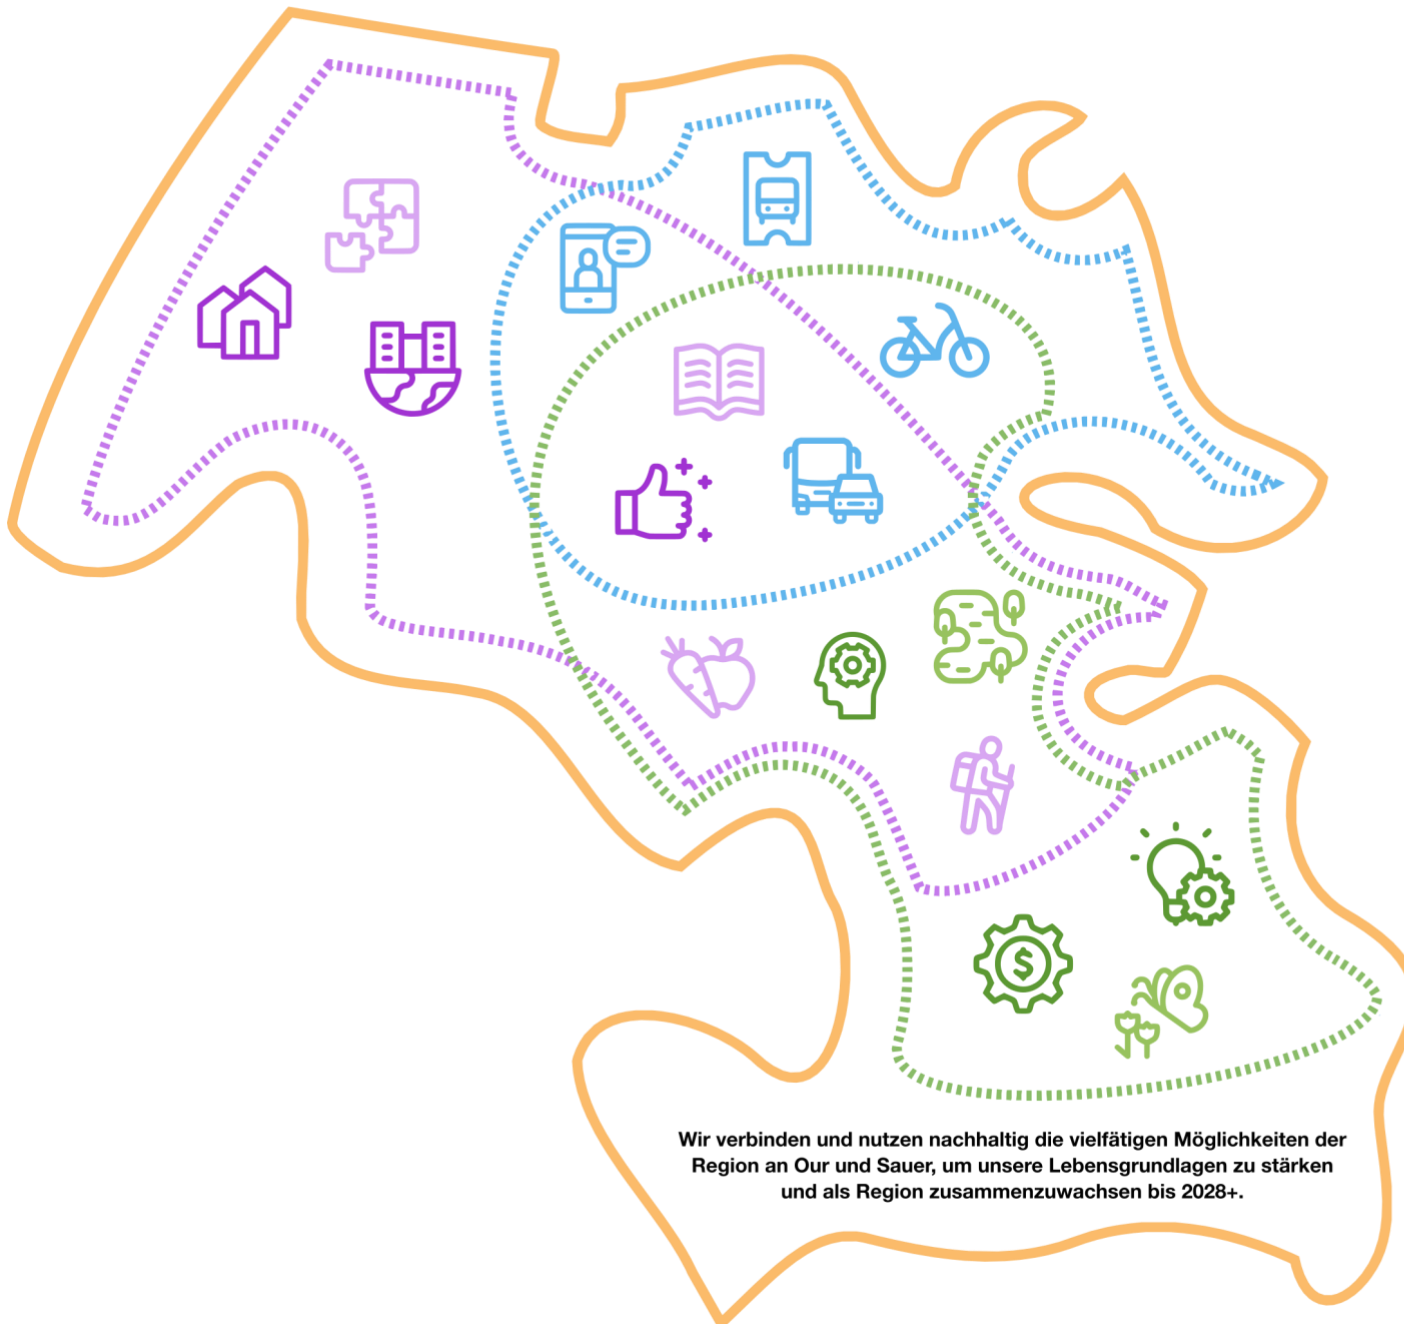 Wir verbinden und nutzen nachhaltig die vielfätigen Möglichkeiten der
Region an Our und Sauer, um unsere Lebensgrundlagen zu stärken
und als Region zusammenzuwachsen bis 2028+.